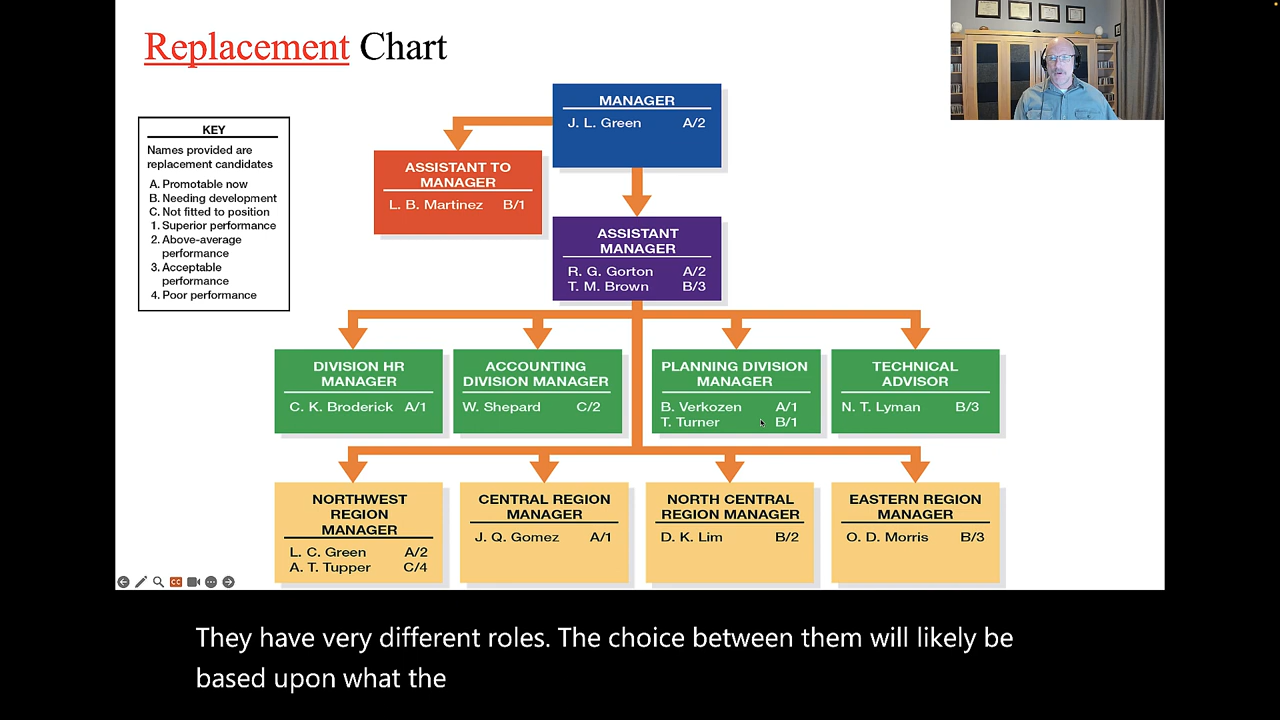 Replacement Chart
KEY
Names provided are
replacement candidates
A. Promotable now
B. Needing development
C. Not fitted to position
1. Superior performance
2. Above-average
performance
3. Acceptable
performance
4. Poor performance
MANAGER
J. L. Green A/2
ASSISTANT TO
MANAGER
L. B. Martinez B/1
ASSISTANT
MANAGER
R. G. Gorton A/2
T. M. Brown B/3
DIVISION HR
MANAGER
C. K. Broderick A/1
ACCOUNTING
DIVISION MANAGER
W. Shepard C/2
PLANNING DIVISION
MANAGER
B. Verkozen A/1
T. Turner B/1
TECHNICAL
ADVISOR
N. T. Lyman B/3
NORTHWEST
REGION
MANAGER
L. C. Green A/2
A. T. Tupper C/4
CENTRAL REGION
MANAGER
J. Q. Gomez A/1
NORTH CENTRAL
REGION MANAGER
D. K. Lim B/2
EASTERN REGION
MANAGER
O. D. Morris B/3
CC
They have very different roles. The choice between them will likely be
based upon what the